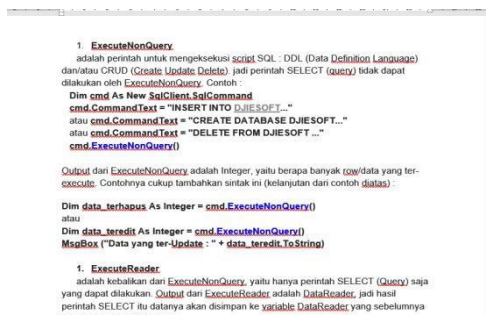 1. ExecuteNonQuery
adalah perintah untuk mengeksekusi script SQL : DDL (Data Definition Language)
dan/atau CRUD (Create Update Delete). jadi perintah SELECT (query) tidak dapat
dilakukan oleh ExecuteNonQuery. Contoh :
Dim cmd As New SqlClient.SqlCommand
cmd.CommandText = "INSERT INTO DJIESOFT..."
atau cmd.CommandText = "CREATE DATABASE DJIESOFT..."
atau cmd.CommandText = "DELETE FROM DJIESOFT ..."
cmd.ExecuteNonQuery()
Output dari ExecuteNonQuery adalah Integer, yaitu berapa banyak row/data yang ter-
execute. Contohnya cukup tambahkan sintak ini (kelanjutan dari contoh diatas) :
Dim data_terhapus As Integer = cmd.ExecuteNonQuery()
atau
Dim data_teredit As Integer = cmd.ExecuteNonQuery()
MsgBox ("Data yang ter-Update : " + data_teredit.ToString)
1. ExecuteReader
adalah kebalikan dari ExecuteNonQuery, yaitu hanya perintah SELECT (Query) saja
yang dapat dilakukan. Output dari ExecuteReader adalah DataReader, jadi hasil
perintah SELECT itu datanya akan disimpan ke variable DataReader yang sebelumnya